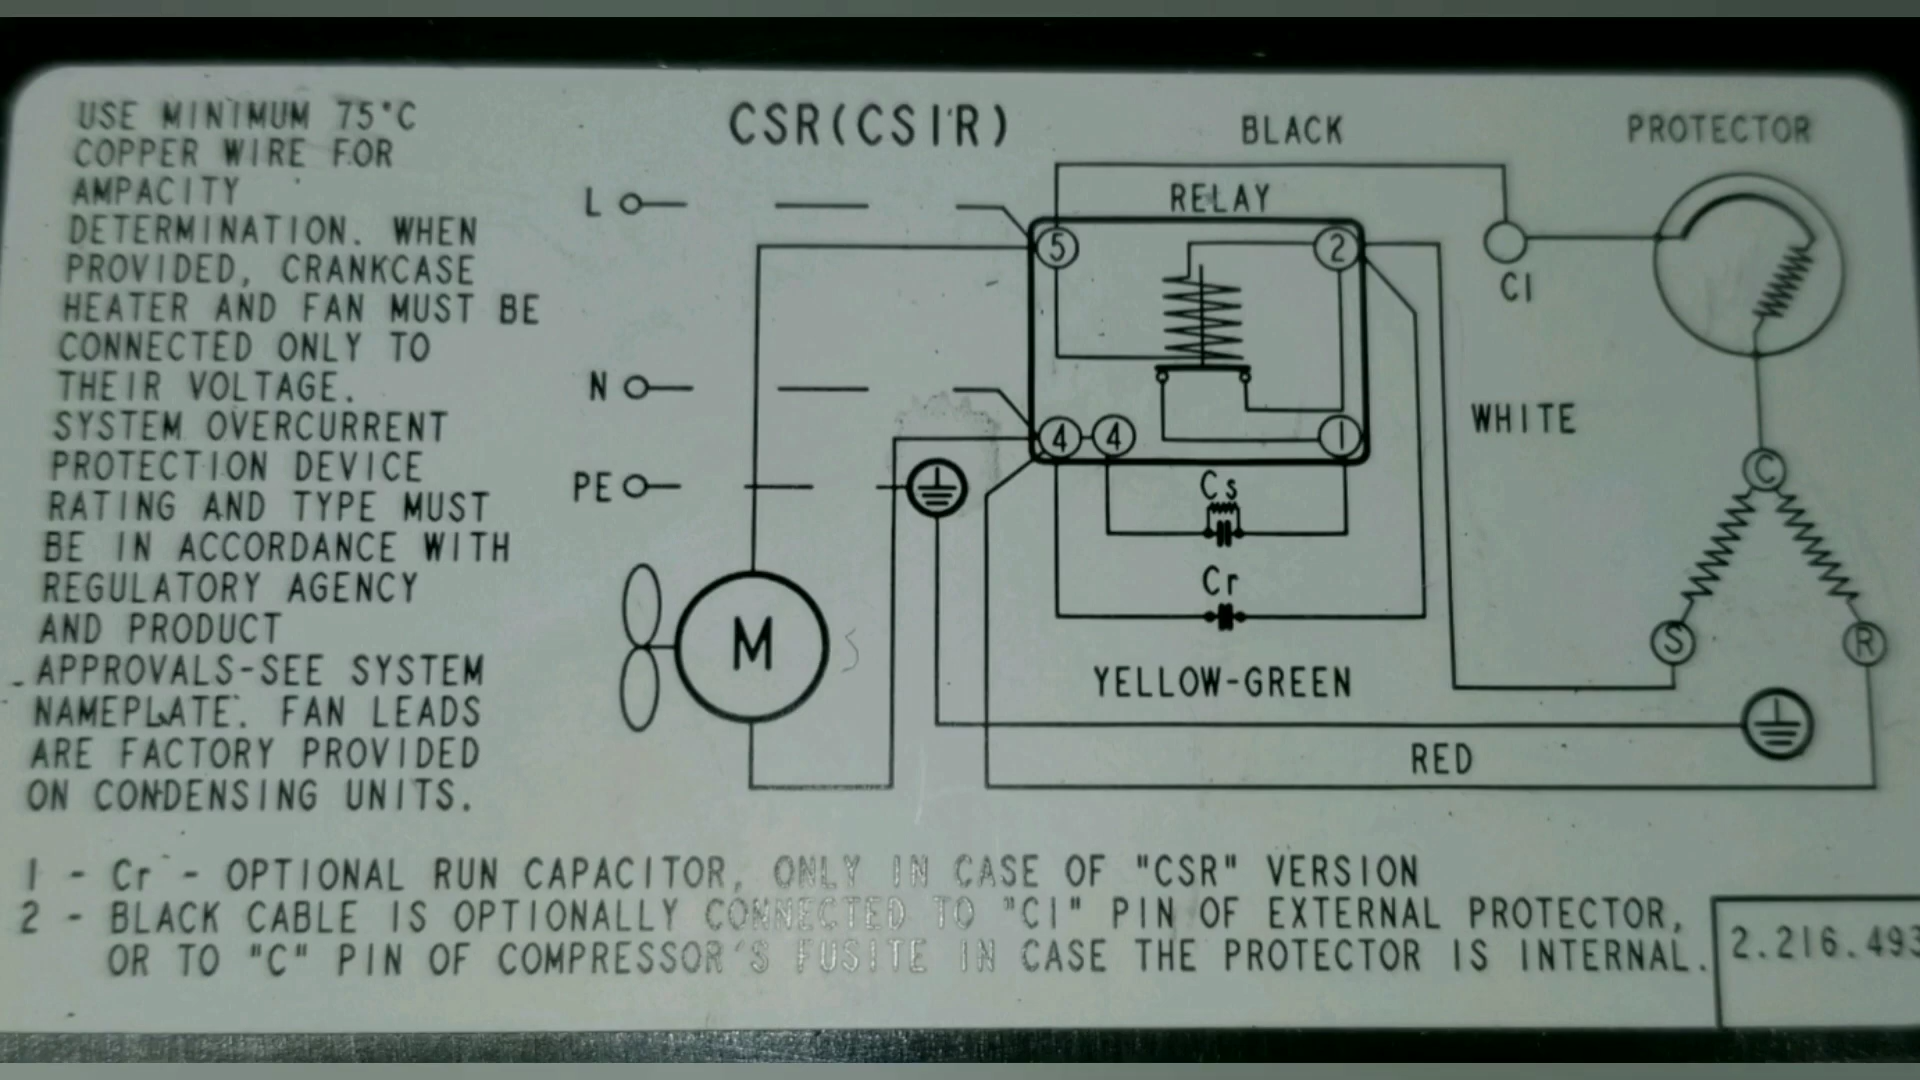 USE MINIMUM 75°C
COPPER WIRE FOR
AMPACITY
DETERMINATION. WHEN
PROVIDED, CRANKCASE
HEATER AND FAN MUST BE
CONNECTED ONLY TO
THEIR VOLTAGE.
SYSTEM OVERCURRENT
PROTECTION DEVICE
RATING AND TYPE MUST
BE IN ACCORDANCE WITH
REGULATORY AGENCY
AND PRODUCT
APPROVALS-SEE SYSTEM
NAMEPLATE. FAN LEADS
ARE FACTORY PROVIDED
ON CONDENSING UNITS.
CSR(CSIR)
BLACK
PROTECTOR
L
RELAY
5
2
C1
N
WHITE
4
4
1
PE
Cs
C
Cr
M
S
R
YELLOW-GREEN
RED
1 - Cr - OPTIONAL RUN CAPACITOR, ONLY IN CASE OF "CSR" VERSION
2 - BLACK CABLE IS OPTIONALLY CONNECTED TO "C1" PIN OF EXTERNAL PROTECTOR,
OR TO "C" PIN OF COMPRESSOR'S FUSITE IN CASE THE PROTECTOR IS INTERNAL.
2.216.493